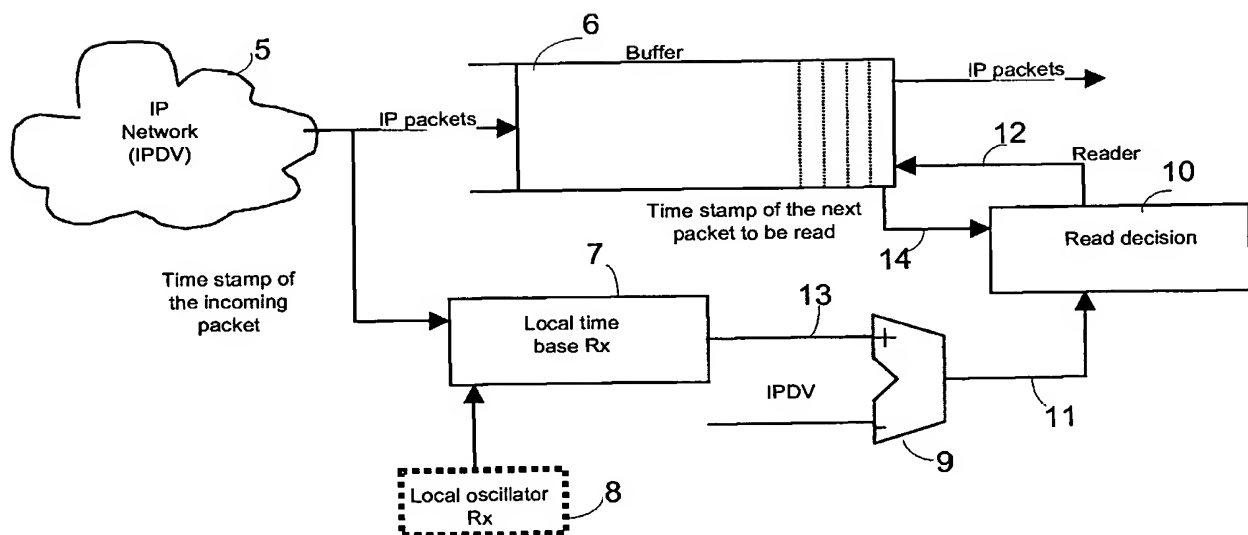 5
IP
Network
(IPDV)
IP packets
6
Buffer
IP packets
12
Reader
10
Read decision
Time stamp of the next
packet to be read
14
Time stamp of
the incoming
packet
7
Local time
base Rx
13
+
IPDV
-
9
11
Local oscillator
Rx
8